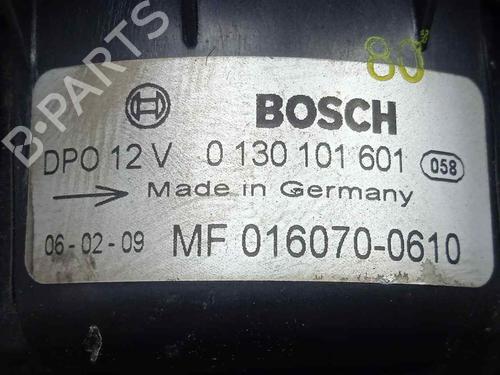 80
BOSCH
DPO 12 V 0 130 101 601 058
Made in Germany
06-02-09 MF 016070-0610
B-PARTS